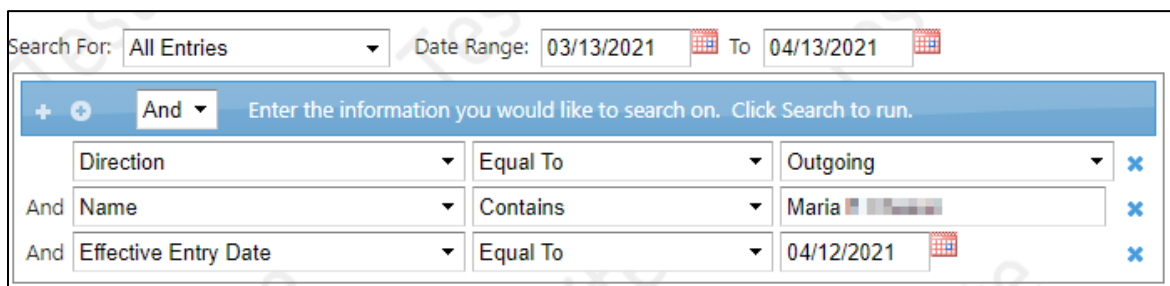 Search For: All Entries Date Range: 03/13/2021 To 04/13/2021
And Enter the information you would like to search on. Click Search to run.
Direction Equal To Outgoing
And Name Contains Maria
And Effective Entry Date Equal To 04/12/2021